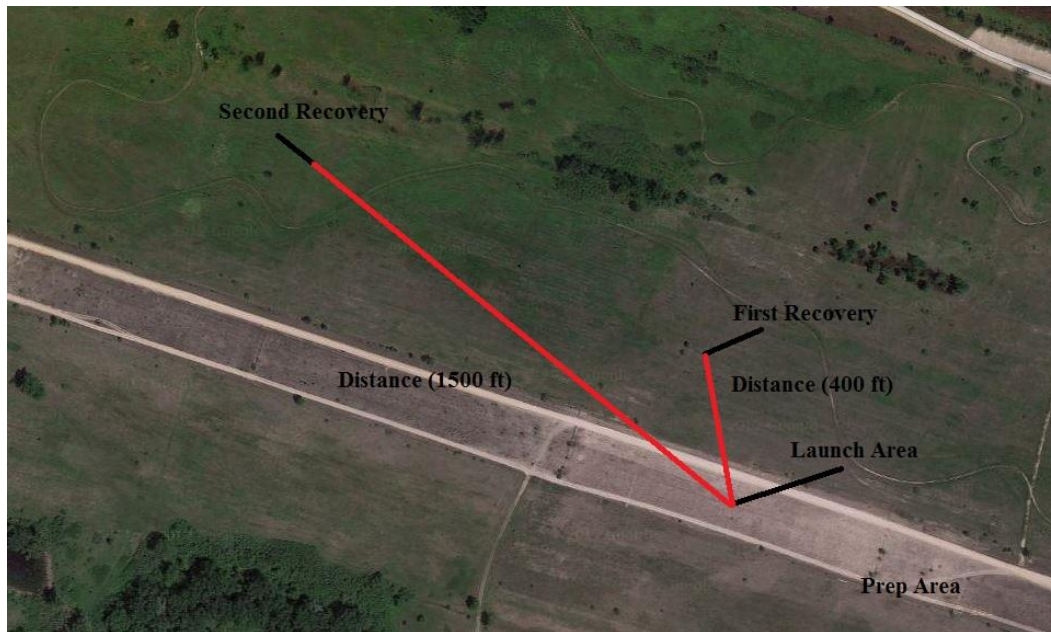 Second Recovery
First Recovery
Distance (1500 ft)
Distance (400 ft)
Launch Area
Prep Area